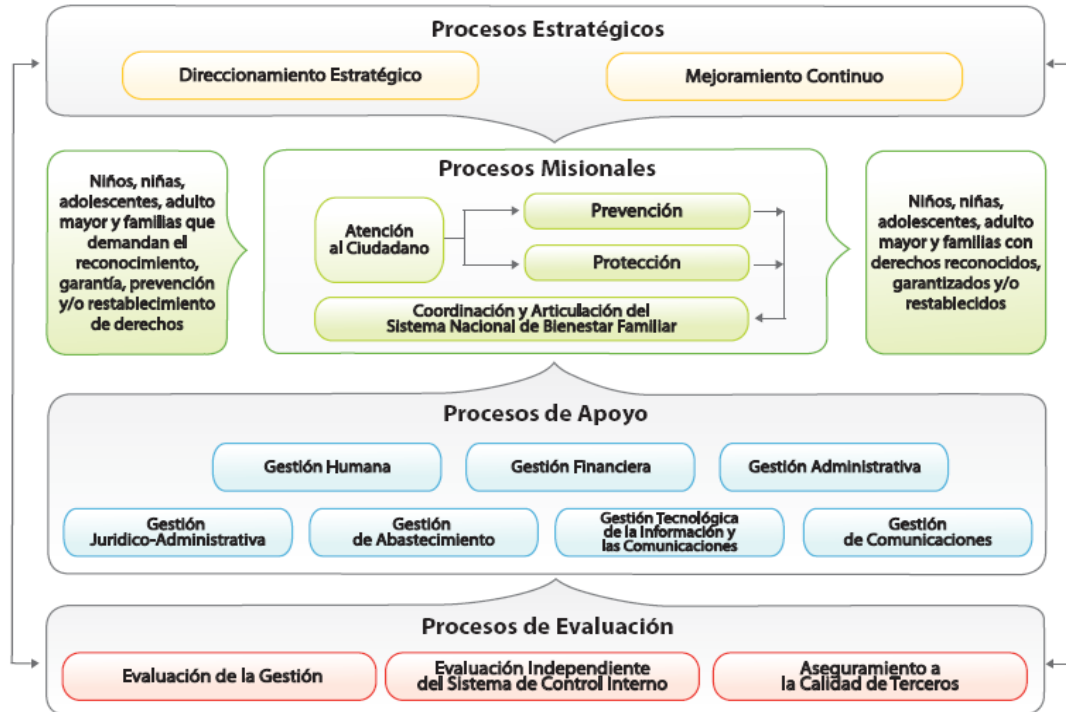 Procesos Estratégicos
Direccionamiento Estratégico
Mejoramiento Continuo
Niños, niñas,
adolescentes, adulto
mayor y familias que
demandan el
reconocimiento,
garantía, prevención
y/o restablecimiento
de derechos
Procesos Misionales
Atención
al Ciudadano
Prevención
Protección
Coordinación y Articulación del
Sistema Nacional de Bienestar Familiar
Niños, niñas,
adolescentes, adulto
mayor y familias con
derechos reconocidos,
garantizados y/o
restablecidos
Procesos de Apoyo
Gestión Humana
Gestión Financiera
Gestión Administrativa
Gestión
Juridico-Administrativa
Gestión
de Abastecimiento
Gestión Tecnológica
de la Información y
las Comunicaciones
Gestión
de Comunicaciones
Procesos de Evaluación
Evaluación de la Gestión
Evaluación Independiente
del Sistema de Control Interno
Aseguramiento a
la Calidad de Terceros